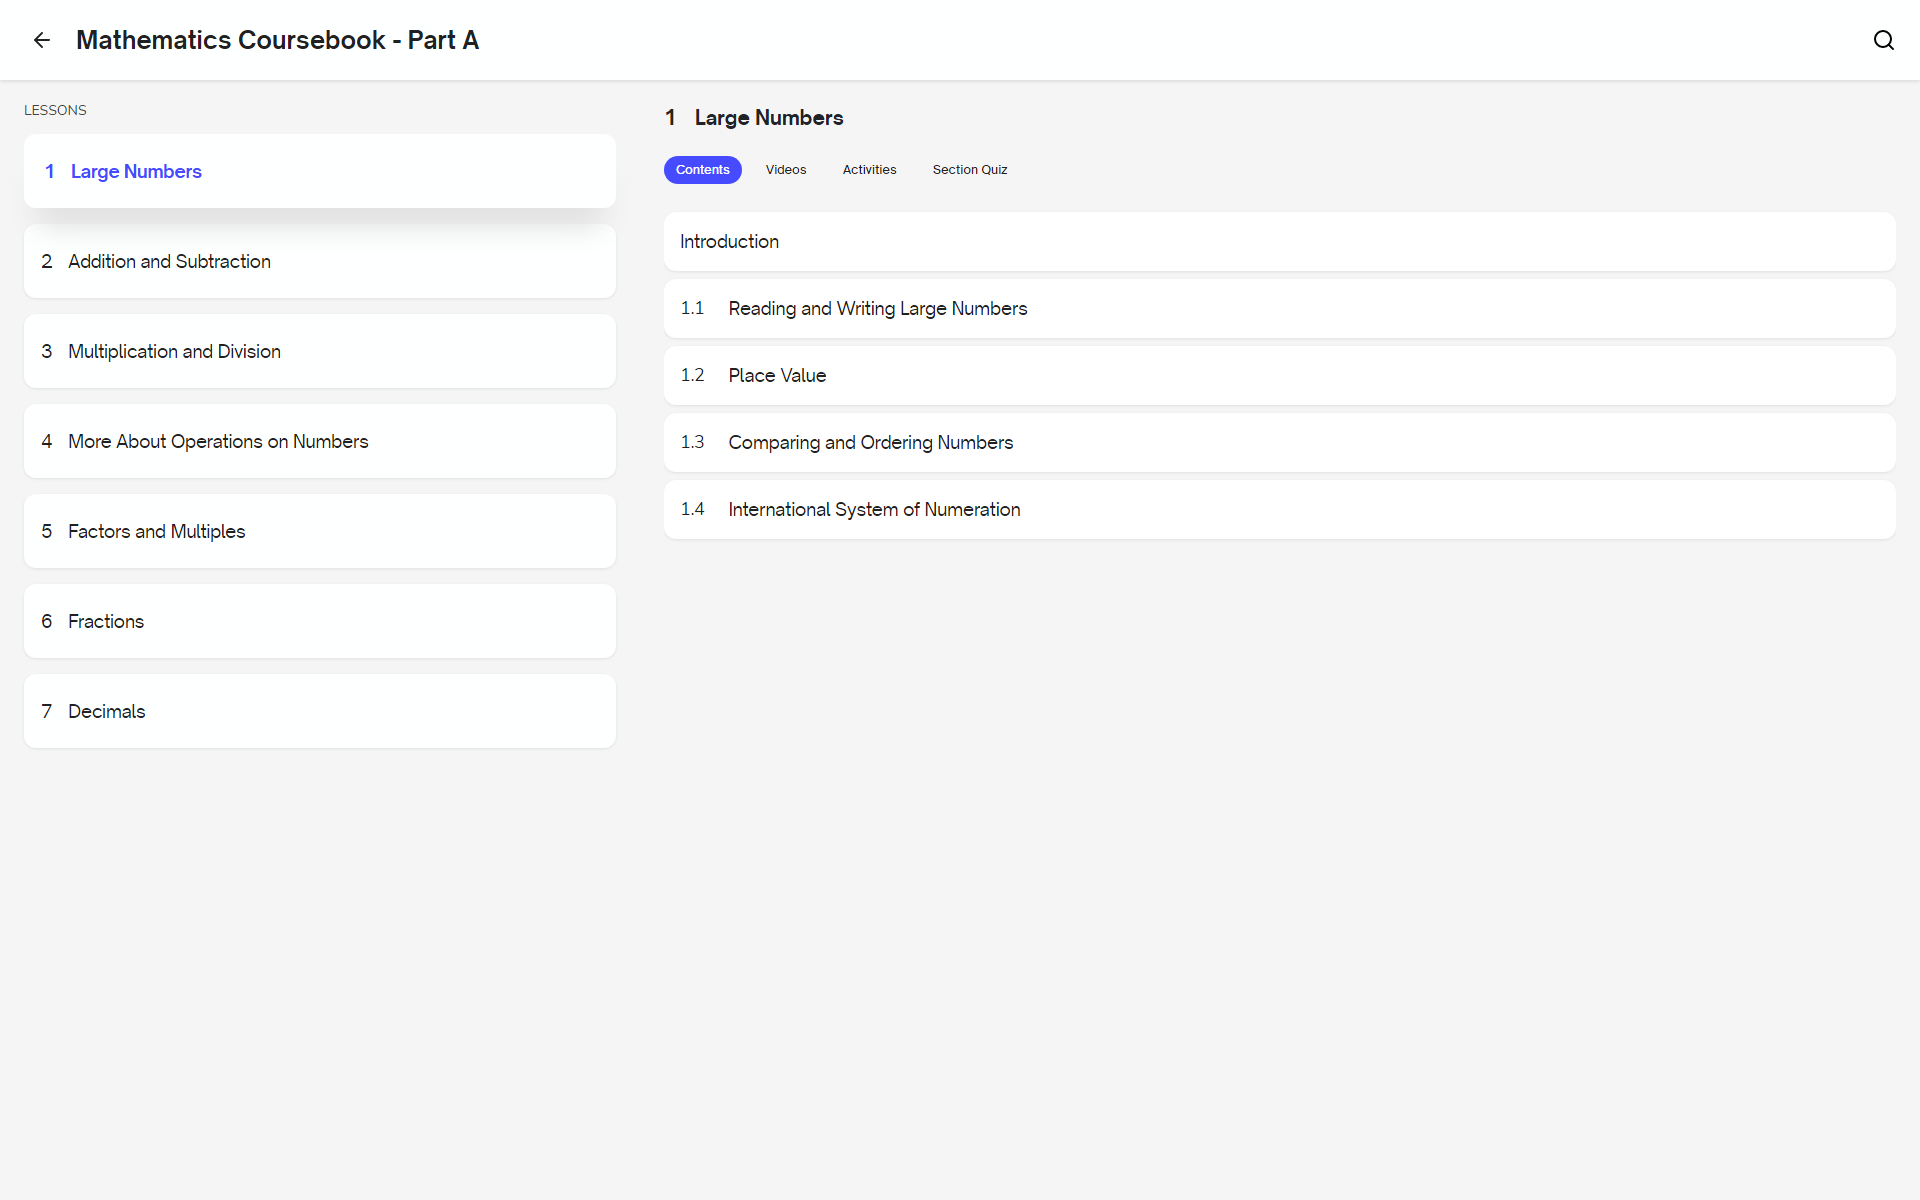 Mathematics Coursebook - Part A
LESSONS
1 Large Numbers
2 Addition and Subtraction
3 Multiplication and Division
4 More About Operations on Numbers
5 Factors and Multiples
6 Fractions
7 Decimals
1 Large Numbers
Contents Videos Activities Section Quiz
Introduction
1.1 Reading and Writing Large Numbers
1.2 Place Value
1.3 Comparing and Ordering Numbers
1.4 International System of Numeration